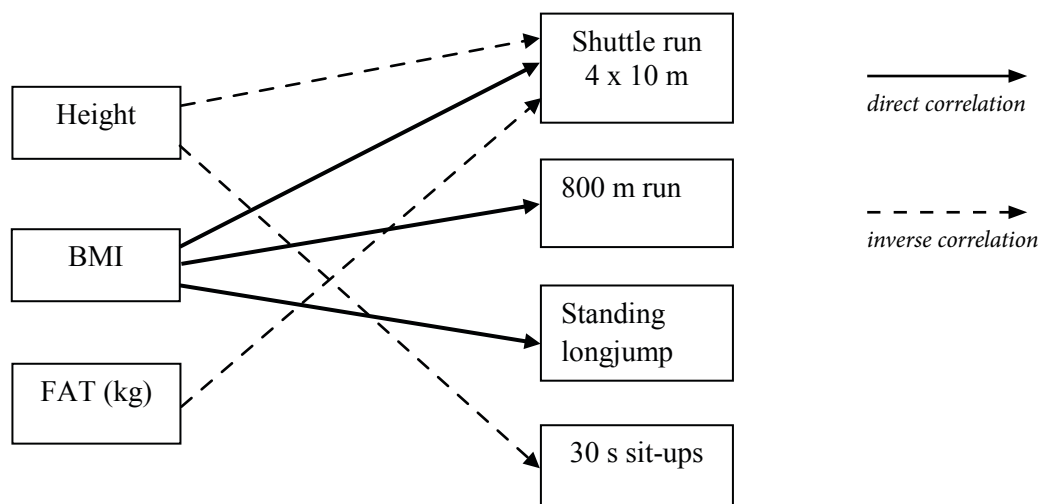 Height
BMI
FAT (kg)
Shuttle run
4 x 10 m
800 m run
Standing
longjump
30 s sit-ups
direct correlation
inverse correlation